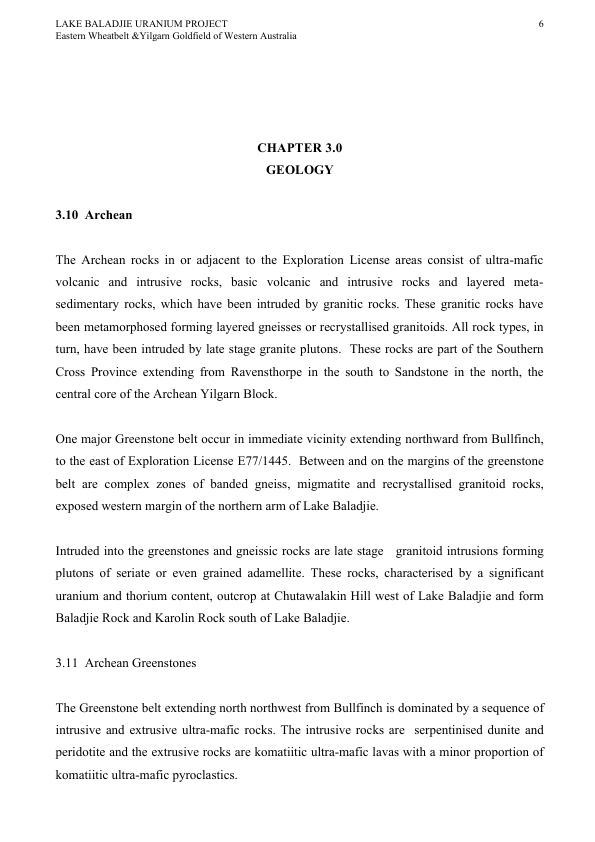 LAKE BALADJIE URANIUM PROJECT 6
Eastern Wheatbelt &Yilgarn Goldfield of Western Australia
CHAPTER 3.0
GEOLOGY
3.10 Archean
The Archean rocks in or adjacent to the Exploration License areas consist of ultra-mafic
volcanic and intrusive rocks, basic volcanic and intrusive rocks and layered meta-
sedimentary rocks, which have been intruded by granitic rocks. These granitic rocks have
been metamorphosed forming layered gneisses or recrystallised granitoids. All rock types, in
turn, have been intruded by late stage granite plutons. These rocks are part of the Southern
Cross Province extending from Ravensthorpe in the south to Sandstone in the north, the
central core of the Archean Yilgarn Block.
One major Greenstone belt occur in immediate vicinity extending northward from Bullfinch,
to the east of Exploration License E77/1445. Between and on the margins of the greenstone
belt are complex zones of banded gneiss, migmatite and recrystallised granitoid rocks,
exposed western margin of the northern arm of Lake Baladjie.
Intruded into the greenstones and gneissic rocks are late stage granitoid intrusions forming
plutons of seriate or even grained adamellite. These rocks, characterised by a significant
uranium and thorium content, outcrop at Chutawalakin Hill west of Lake Baladjie and form
Baladjie Rock and Karolin Rock south of Lake Baladjie.
3.11 Archean Greenstones
The Greenstone belt extending north northwest from Bullfinch is dominated by a sequence of
intrusive and extrusive ultra-mafic rocks. The intrusive rocks are serpentinised dunite and
peridotite and the extrusive rocks are komatiitic ultra-mafic lavas with a minor proportion of
komatiitic ultra-mafic pyroclastics.